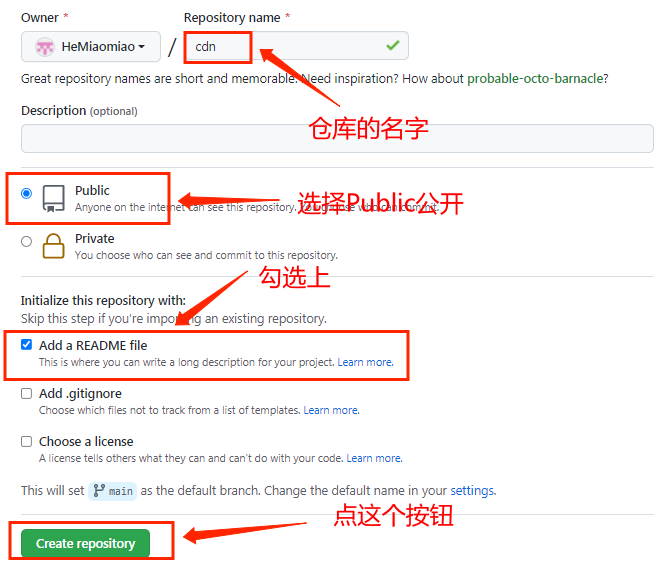 Owner * Repository name *
HeMiaomiao / cdn
Great repository names are short and memorable. Need inspiration? How about probable-octo-barnacle?
仓库的名字
Description (optional)
Public
Anyone on the internet can see this repository. You choose who can commit.
选择Public公开
Private
You choose who can see and commit to this repository.
勾选上
Initialize this repository with:
Skip this step if you're importing an existing repository.
Add a README file
This is where you can write a long description for your project. Learn more.
Add .gitignore
Choose which files not to track from a list of templates. Learn more.
Choose a license
A license tells others what they can and can't do with your code. Learn more.
This will set main as the default branch. Change the default name in your settings.
点这个按钮
Create repository